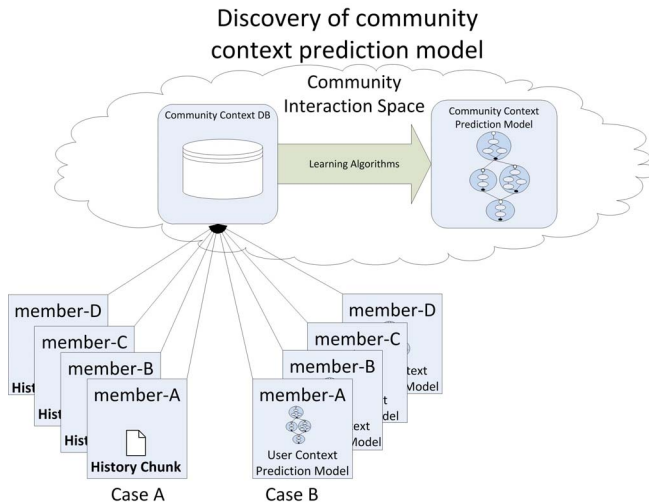 Discovery of community
context prediction model
Community
Interaction Space
Community Context DB
Community Context
Prediction Model
Learning Algorithms
member-D
member-C
member-B
member-A
History Chunk
Case A
member-D
member-C
member-B
member-A
User Context
Prediction Model
Case B